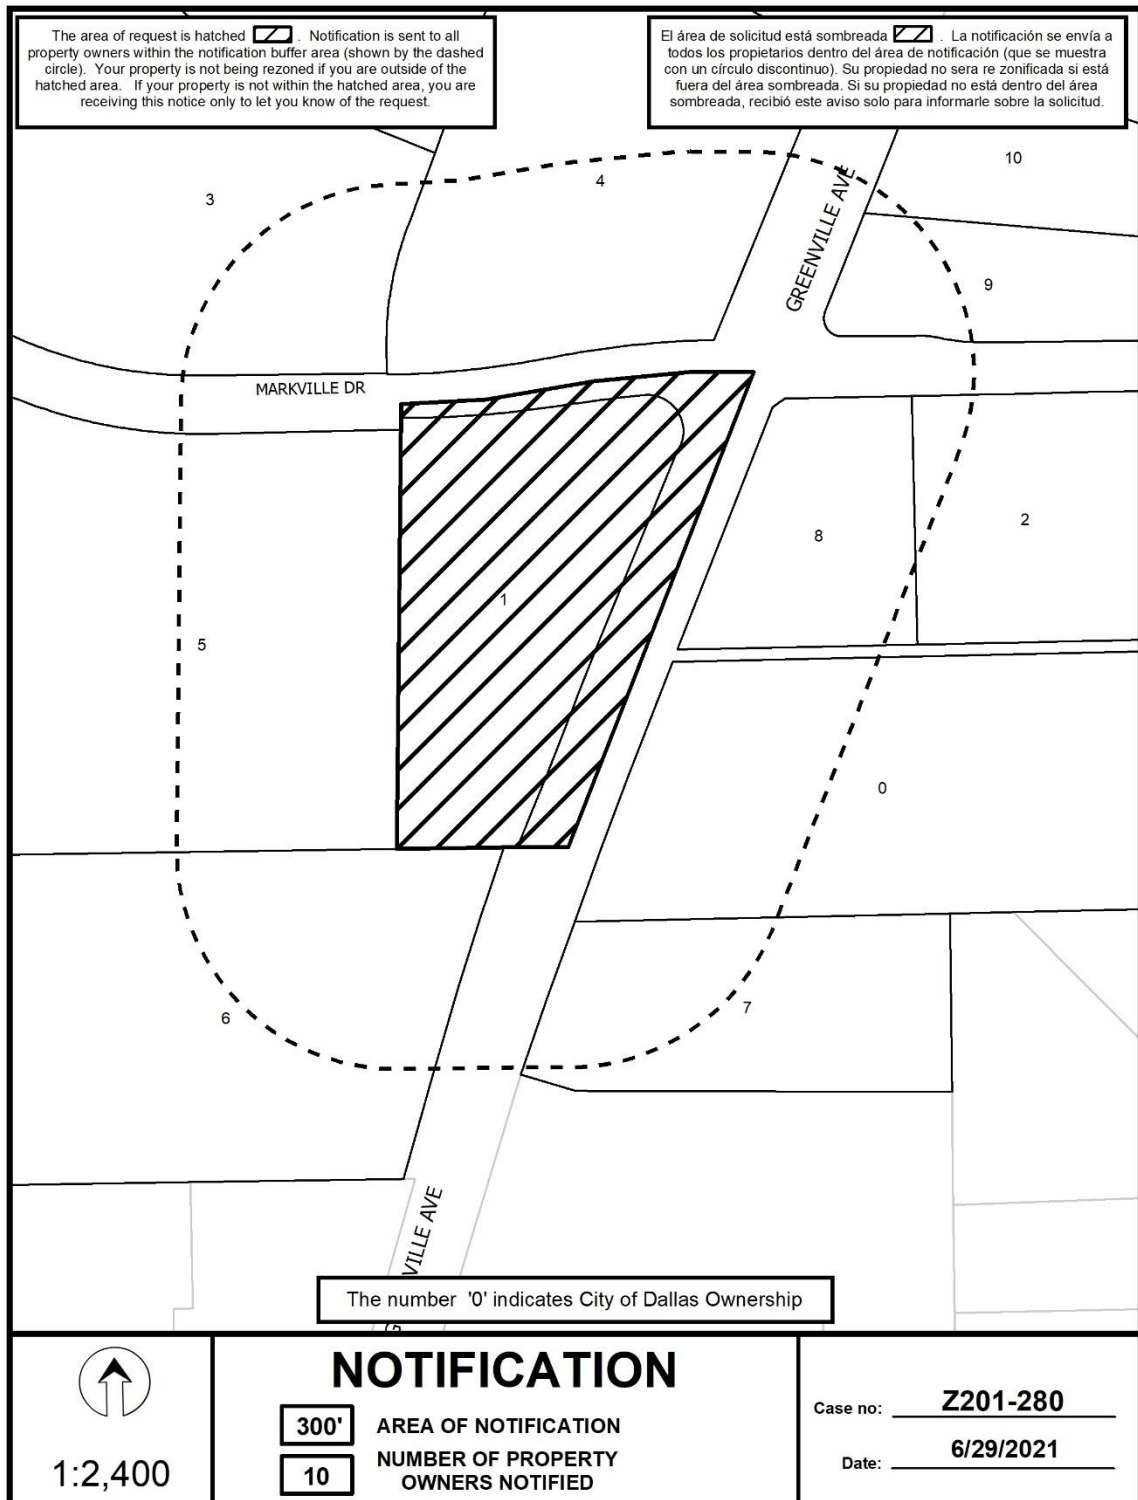 The area of request is hatched . Notification is sent to all
property owners within the notification buffer area (shown by the dashed
circle). Your property is not being rezoned if you are outside of the
hatched area. If your property is not within the hatched area, you are
receiving this notice only to let you know of the request.
El área de solicitud está sombreada . La notificación se envía a
todos los propietarios dentro del área de notificación (que se muestra
con un círculo discontinuo). Su propiedad no sera re zonificada si está
fuera del área sombreada. Si su propiedad no está dentro del área
sombreada, recibió este aviso solo para informarle sobre la solicitud.
10
4
3
GREENVILLE AVE
9
MARKVILLE DR
2
8
1
5
0
7
6
G VILLE AVE
The number '0' indicates City of Dallas Ownership
1:2,400
NOTIFICATION
300' AREA OF NOTIFICATION
10 NUMBER OF PROPERTY
OWNERS NOTIFIED
Case no: Z201-280
Date: 6/29/2021